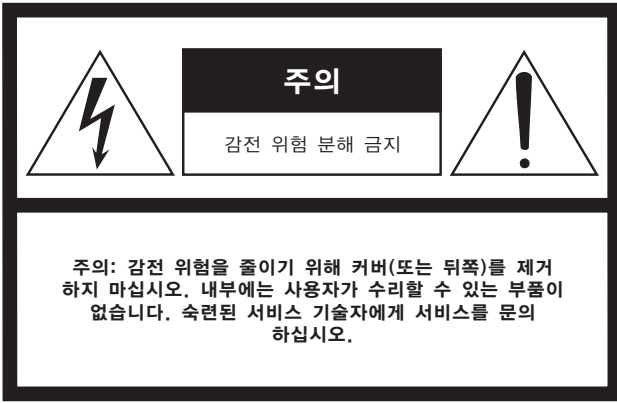 주의
감전 위험 분해 금지
주의: 감전 위험을 줄이기 위해 커버(또는 뒤쪽)를 제거
하지 마십시오. 내부에는 사용자가 수리할 수 있는 부품이
없습니다. 숙련된 서비스 기술자에게 서비스를 문의
하십시오.